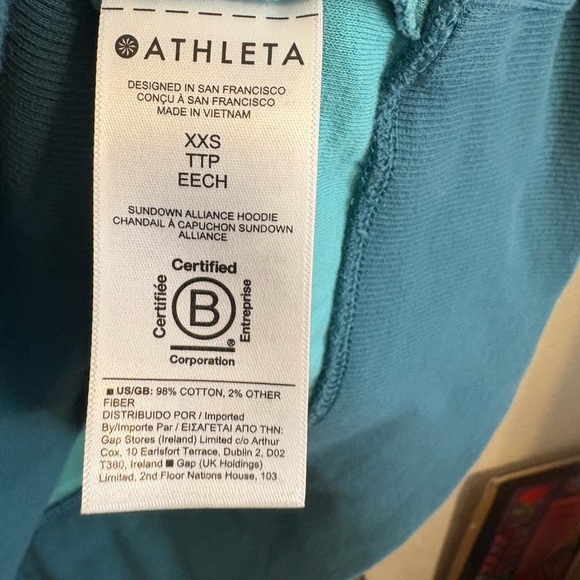 ATHLETA
DESIGNED IN SAN FRANCISCO
CONÇU À SAN FRANCISCO
MADE IN VIETNAM
XXS
TTP
EECH
SUNDOWN ALLIANCE HOODIE
CHANDAIL À CAPUCHON SUNDOWN
ALLIANCE
Certified
Certifiée
B
Entreprise
®
Corporation
■ US/GB: 98% COTTON, 2% OTHER
FIBER
DISTRIBUIDO POR / Imported
By/Importe Par / ΕΙΣΑΓΕΤΑΙ ΑΠΟ ΤΗΝ:
Gap Stores (Ireland) Limited c/o Arthur
Cox, 10 Earlsfort Terrace, Dublin 2, D02
T380, Ireland ■ Gap (UK Holdings)
Limited, 2nd Floor Nations House, 103